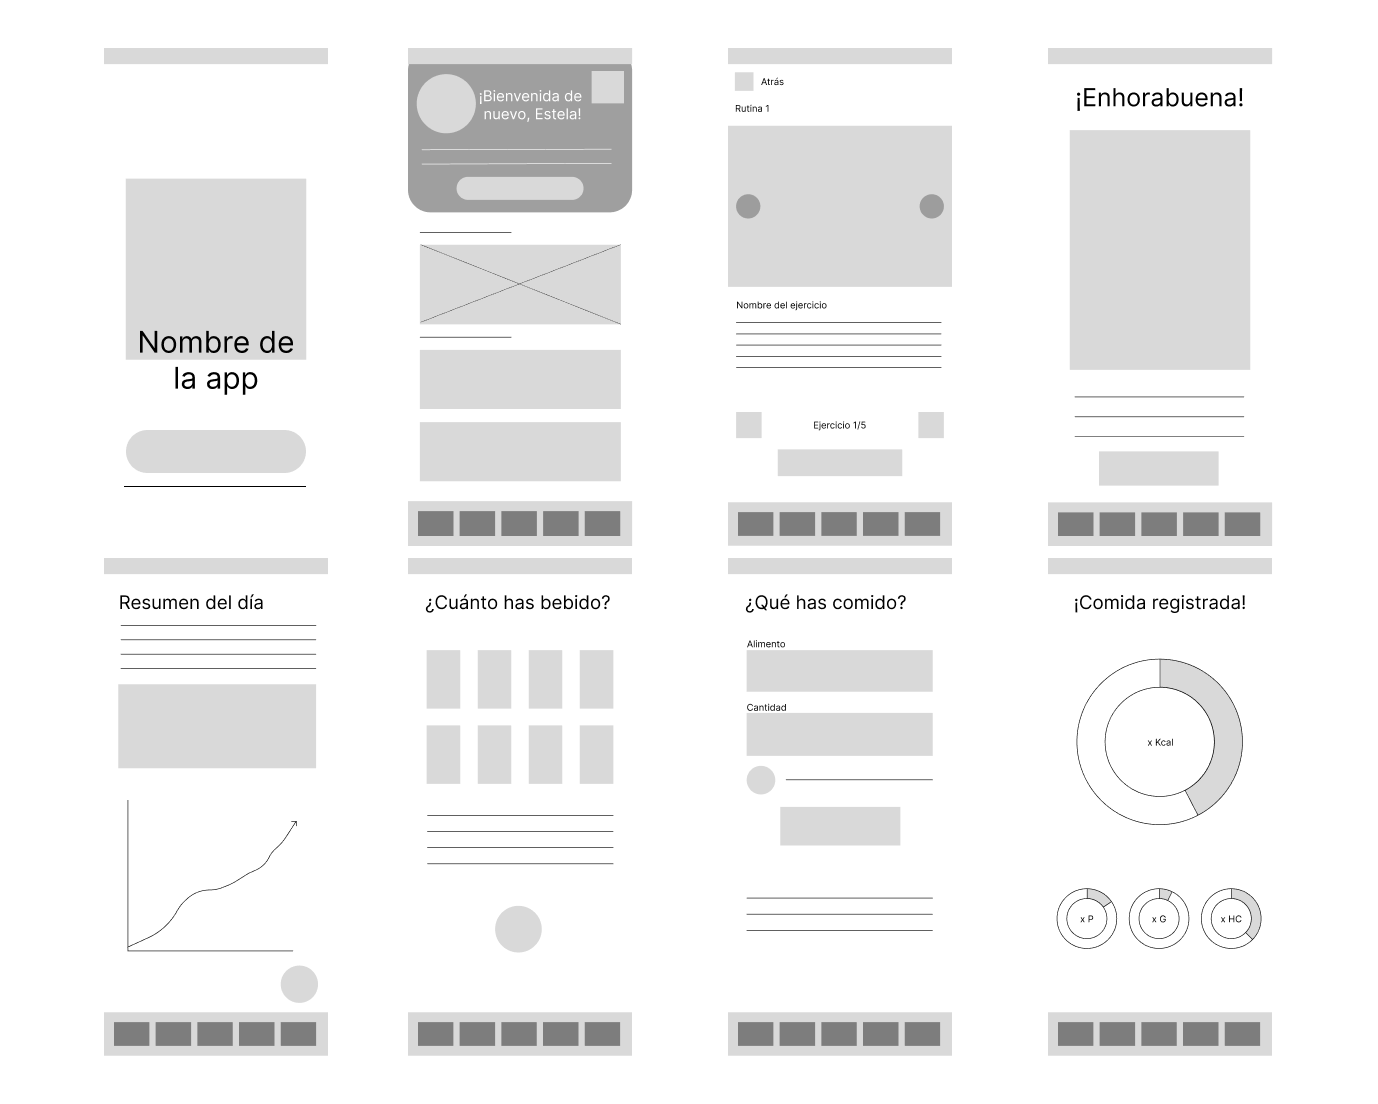 Nombre de
la app
¡Bienvenida de
nuevo, Estela!
Atrás
Rutina 1
Nombre del ejercicio
Ejercicio 1/5
¡Enhorabuena!
Resumen del día
¿Cuánto has bebido?
¿Qué has comido?
Alimento
Cantidad
¡Comida registrada!
x Kcal
x P
x G
x HC